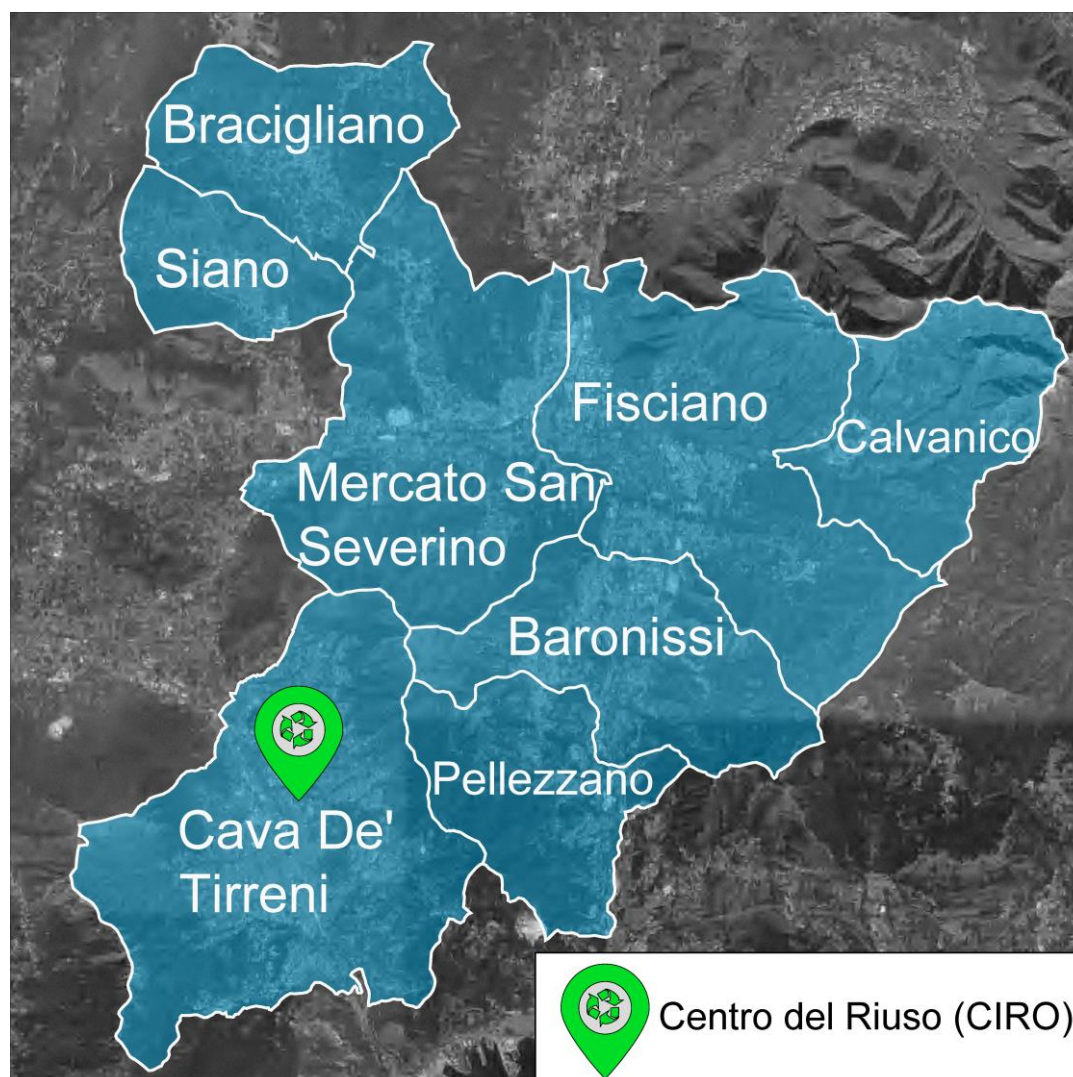 Bracigliano
Siano
Fisciano
Calvanico
Mercato San
Severino
Baronissi
Pellezzano
Cava De'
Tirreni
Centro del Riuso (CIRO)